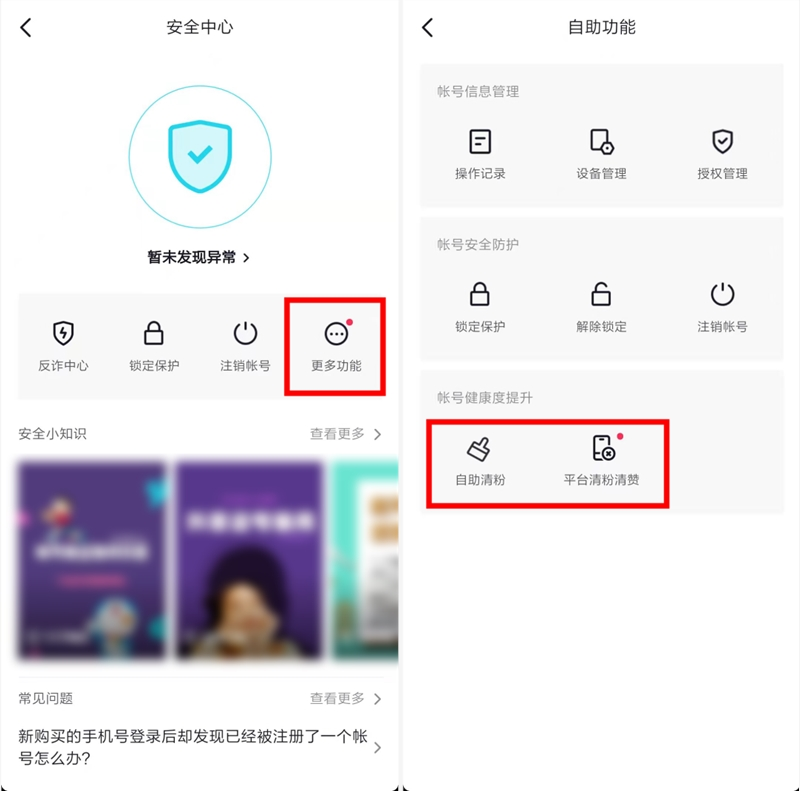 安全中心
暂未发现异常
反诈中心
锁定保护
注销帐号
更多功能
安全小知识
查看更多
常见问题
查看更多
新购买的手机号登录后却发现已经被注册了一个帐
号怎么办?
自助功能
帐号信息管理
操作记录
设备管理
授权管理
帐号安全防护
锁定保护
解除锁定
注销帐号
帐号健康度提升
自助清粉
平台清粉清赞